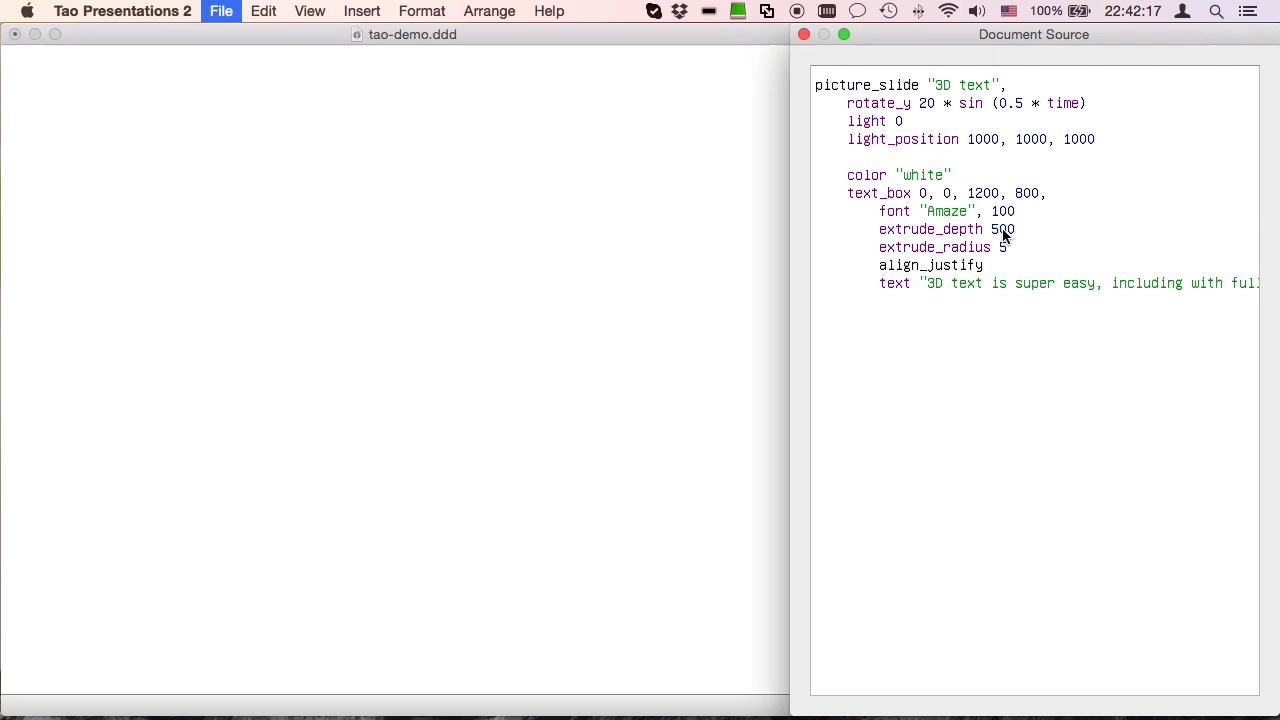 Tao Presentations 2 File Edit View Insert Format Arrange Help 100% 22:42:17
tao-demo.ddd
Document Source
picture_slide "3D text",
rotate_y 20 * sin (0.5 * time)
light 0
light_position 1000, 1000, 1000
color "white"
text_box 0, 0, 1200, 800,
font "Amaze", 100
extrude_depth 500
extrude_radius 5
align_justify
text "3D text is super easy, including with full